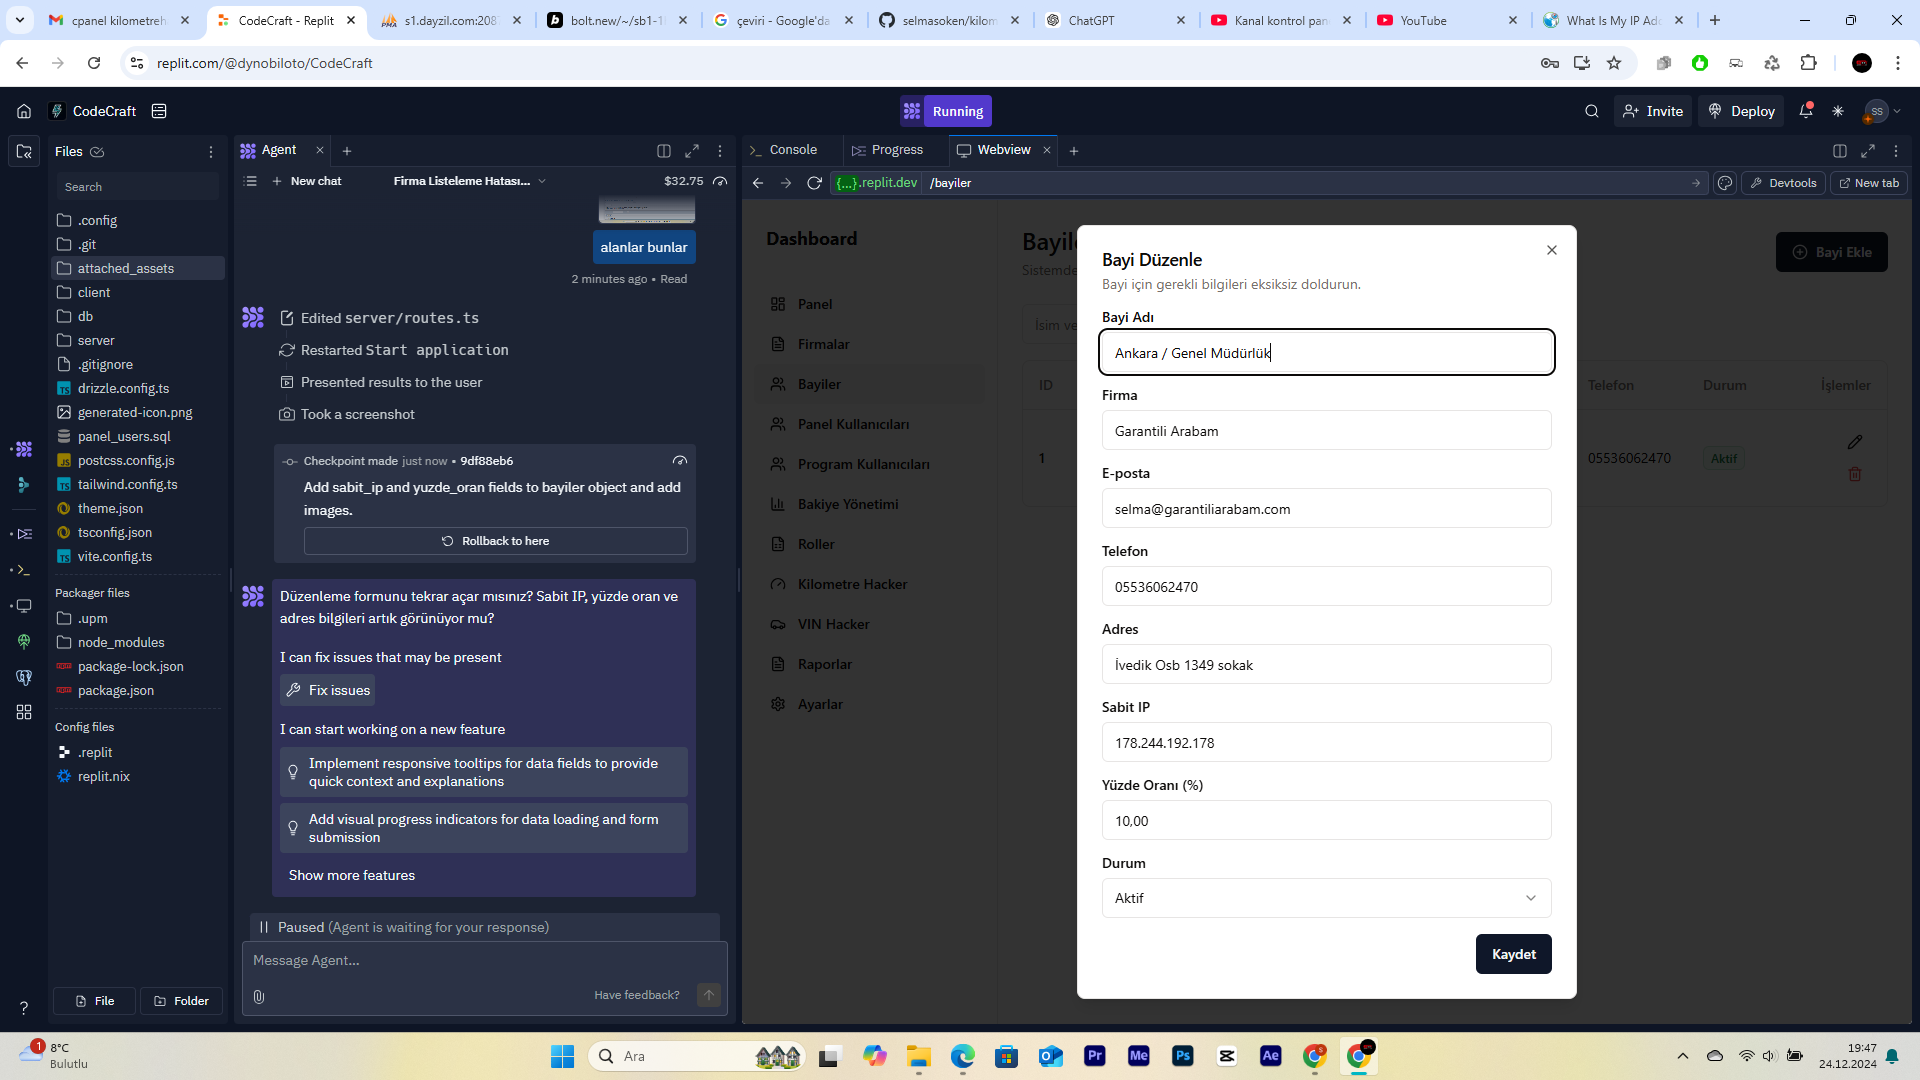 cpanel kilometreh
CodeCraft - Replit
s1.dayzil.com:2087
bolt.new/~/sb1-1
çeviri - Google'da
selmasoken/kilom
ChatGPT
Kanal kontrol pan
YouTube
What Is My IP Add
replit.com/@dynobiloto/CodeCraft
CodeCraft
Running
Invite
Deploy
SS
Files
Search
.config
.git
attached_assets
client
db
server
.gitignore
drizzle.config.ts
generated-icon.png
panel_users.sql
postcss.config.js
tailwind.config.ts
theme.json
tsconfig.json
vite.config.ts
Packager files
.upm
node_modules
package-lock.json
package.json
Config files
.replit
replit.nix
File
Folder
Agent
New chat
Firma Listeleme Hatası...
$32.75
alanlar bunlar
2 minutes ago • Read
Edited server/routes.ts
Restarted Start application
Presented results to the user
Took a screenshot
Checkpoint made just now • 9df88eb6
Add sabit_ip and yuzde_oran fields to bayiler object and add
images.
Rollback to here
Düzenleme formunu tekrar açar mısınız? Sabit IP, yüzde oran ve
adres bilgileri artık görünüyor mu?
I can fix issues that may be present
Fix issues
I can start working on a new feature
Implement responsive tooltips for data fields to provide
quick context and explanations
Add visual progress indicators for data loading and form
submission
Show more features
Paused (Agent is waiting for your response)
Message Agent...
Have feedback?
Console
Progress
Webview
{...}.replit.dev
/bayiler
Devtools
New tab
Dashboard
Panel
Firmalar
Bayiler
Panel Kullanıcıları
Program Kullanıcıları
Bakiye Yönetimi
Roller
Kilometre Hacker
VIN Hacker
Raporlar
Ayarlar
Bayi Ekle
İsim ve
ID
Telefon
Durum
İşlemler
1
05536062470
Aktif
Bayi Düzenle
Bayi için gerekli bilgileri eksiksiz doldurun.
Bayi Adı
Ankara / Genel Müdürlük
Firma
Garantili Arabam
E-posta
selma@garantiliarabam.com
Telefon
05536062470
Adres
İvedik Osb 1349 sokak
Sabit IP
178.244.192.178
Yüzde Oranı (%)
10,00
Durum
Aktif
Kaydet
1
8°C
Bulutlu
Ara
Pr
Me
Ps
Ae
19:47
24.12.2024